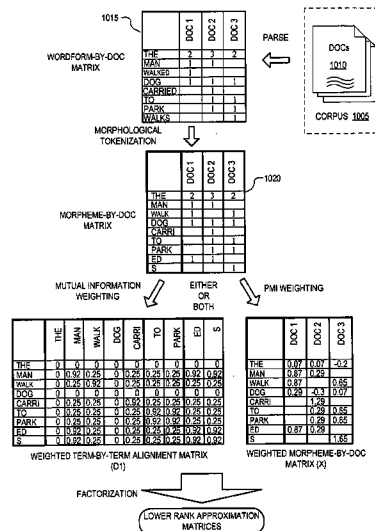 1015
DOC 1 DOC 2 DOC 3
WORDFORM-BY-DOC
MATRIX
THE 2 3 2
MAN 1 1
WALKED 1
DOG 1 1
CARRIED 1
TO 1 1
PARK 1 1
WALKS 1
PARSE
DOCs
1010
CORPUS 1005
MORPHOLOGICAL
TOKENIZATION
1020
DOC 1 DOC 2 DOC 3
MORPHEME-BY-DOC
MATRIX
THE 2 3 2
MAN 1 1
WALK 1 1
DOG 1 1 1
CARRI 1
TO 1 1
PARK 1 1
ED 1 1
S 1
MUTUAL INFORMATION
WEIGHTING
EITHER
OR
BOTH
PMI WEIGHTING
THE MAN WALK DOG CARRI TO PARK ED S
THE 0 0 0 0 0 0 0 0 0
MAN 0 0.92 0.25 0 0.25 0.25 0.25 0.92 0.92
WALK 0 0.25 0.92 0 0.25 0.25 0.25 0.25 0.25
DOG 0 0 0 0 0 0 0 0 0
CARRI 0 0.25 0.25 0 0.92 0.25 0.25 0.25 0.25
TO 0 0.25 0.25 0 0.25 0.92 0.92 0.25 0.25
PARK 0 0.25 0.25 0 0.25 0.92 0.92 0.25 0.25
ED 0 0.92 0.25 0 0.25 0.25 0.25 0.92 0.92
S 0 0.92 0.25 0 0.25 0.25 0.25 0.92 0.92
WEIGHTED TERM-BY-TERM ALIGNMENT MATRIX
(D1)
DOC 1 DOC 2 DOC 3
THE 0.07 0.07 -0.2
MAN 0.87 0.29
WALK 0.87 0.65
DOG 0.29 -0.3 0.07
CARRI 1.29
TO 0.29 0.65
PARK 0.29 0.65
ED 0.87 0.29
S 1.65
WEIGHTED MORPHEME-BY-DOC
MATRIX (X)
FACTORIZATION
LOWER RANK APPROXIMATION
MATRICES